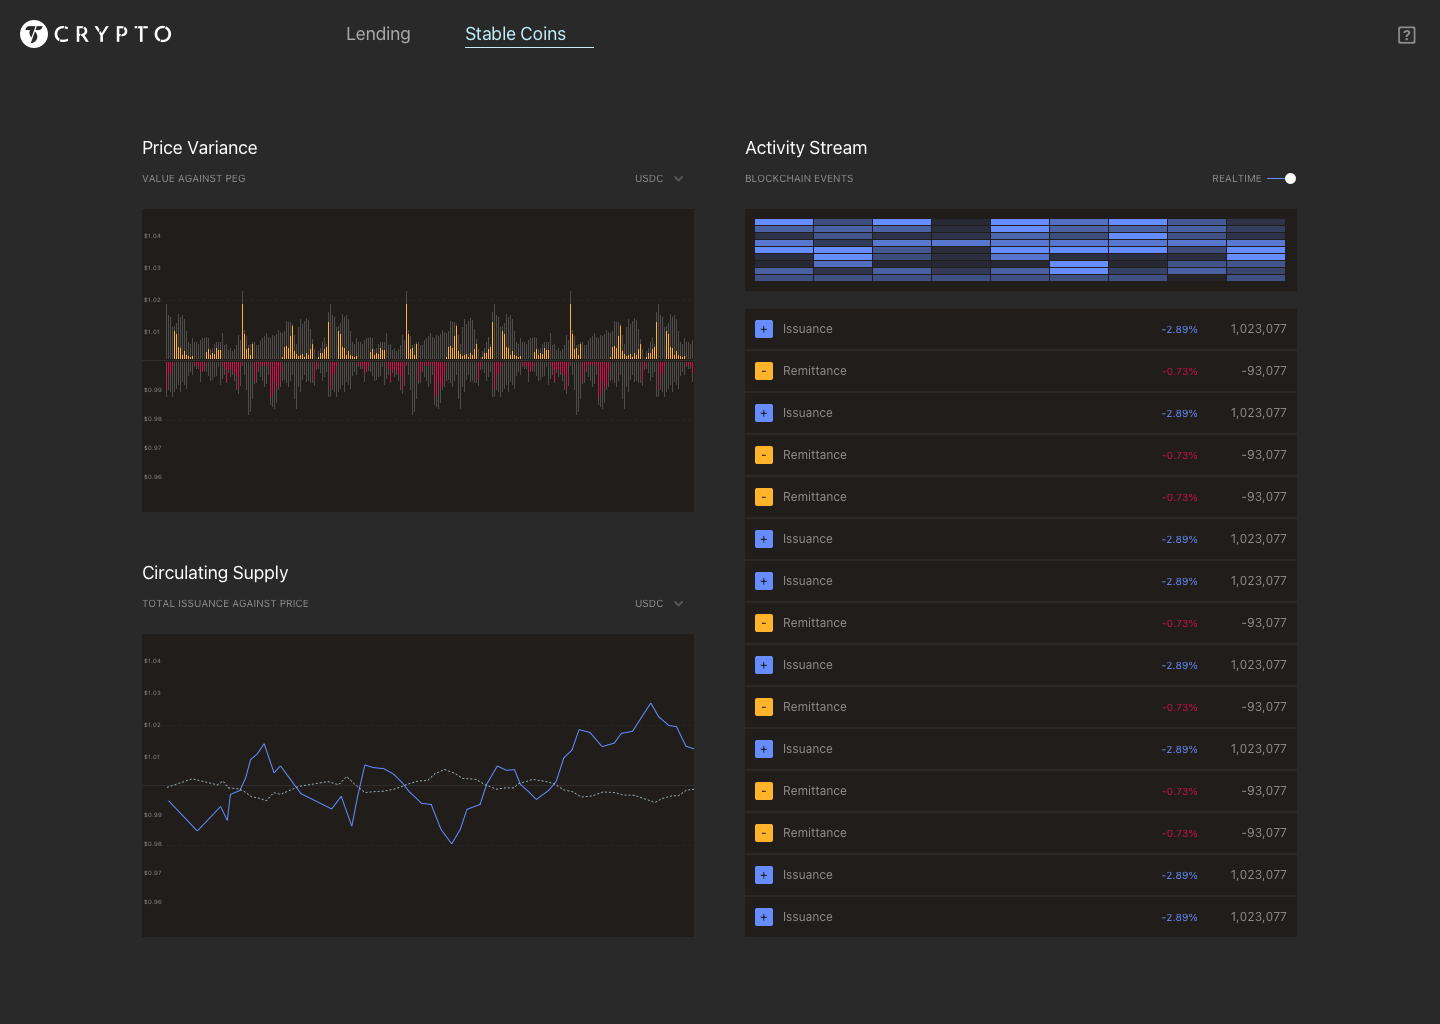 CRYPTO
Lending
Stable Coins
?
Price Variance
VALUE AGAINST PEG
USDC
$1.04
$1.03
$1.02
$1.01
$0.99
$0.98
$0.97
$0.96
Circulating Supply
TOTAL ISSUANCE AGAINST PRICE
USDC
$1.04
$1.03
$1.02
$1.01
$0.99
$0.98
$0.97
$0.96
Activity Stream
BLOCKCHAIN EVENTS
REALTIME
+ Issuance -2.89% 1,023,077
- Remittance -0.73% -93,077
+ Issuance -2.89% 1,023,077
- Remittance -0.73% -93,077
- Remittance -0.73% -93,077
+ Issuance -2.89% 1,023,077
+ Issuance -2.89% 1,023,077
- Remittance -0.73% -93,077
+ Issuance -2.89% 1,023,077
- Remittance -0.73% -93,077
+ Issuance -2.89% 1,023,077
- Remittance -0.73% -93,077
- Remittance -0.73% -93,077
+ Issuance -2.89% 1,023,077
+ Issuance -2.89% 1,023,077